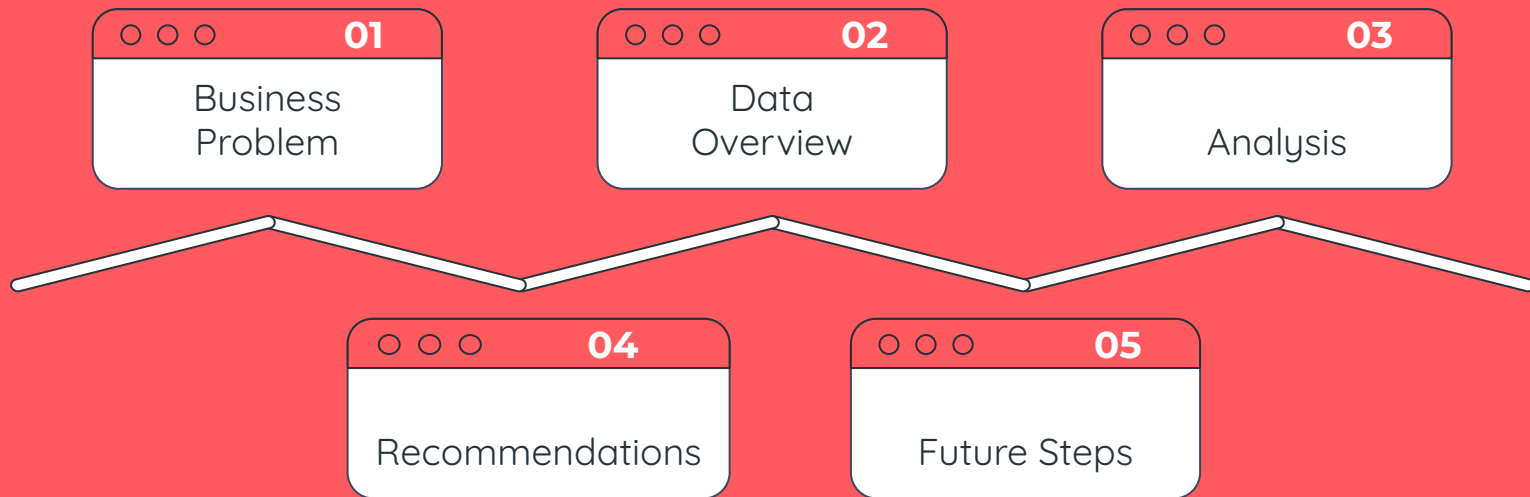 01
Business
Problem
02
Data
Overview
03
Analysis
04
Recommendations
05
Future Steps